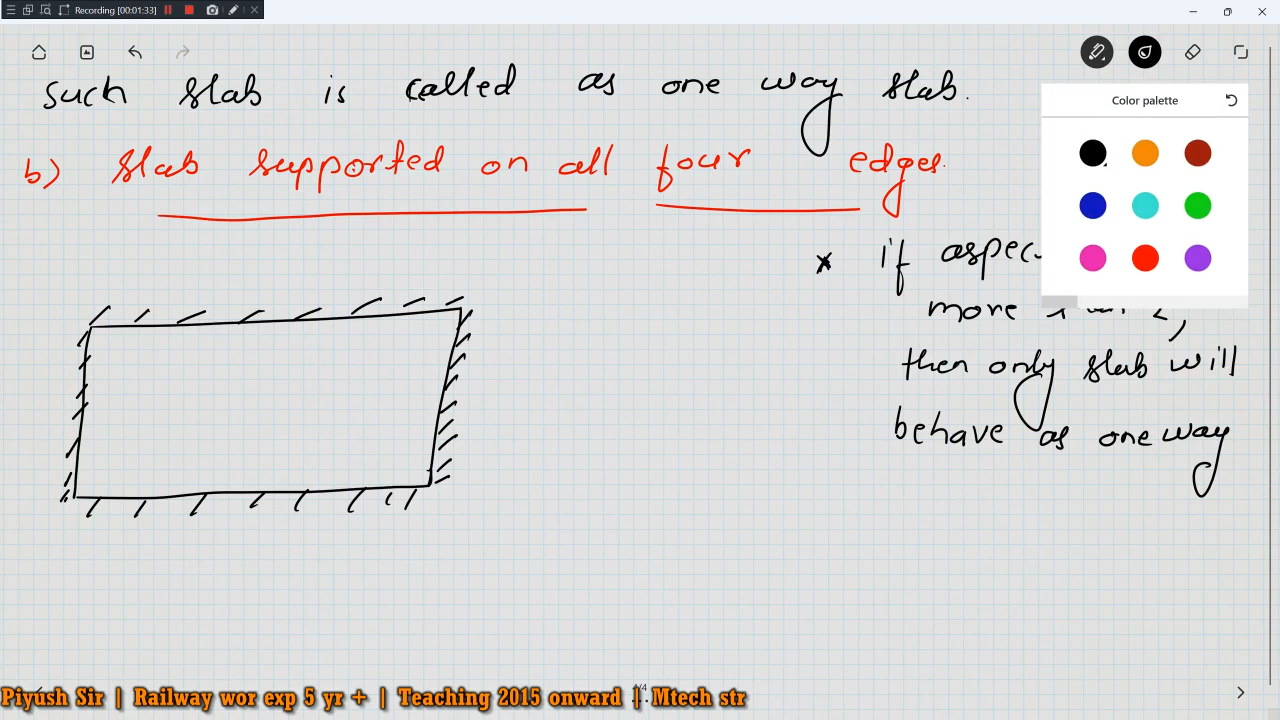 Recording [00:01:33]
such slab is called as one way slab.
b) slab supported on all four edges.
Color palette
* if
more
then only slab will
behave as one way
Piyush Sir | Railway wor exp 5 yr + | Teaching 2015 onward | Mtech str